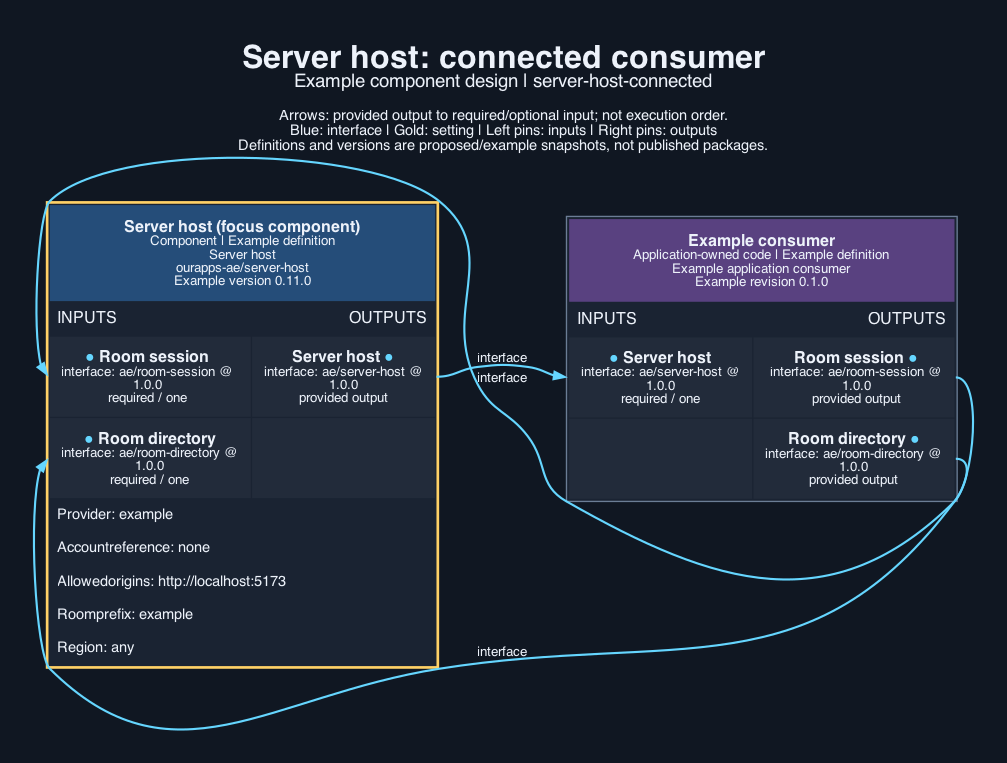 Server host: connected consumer
Example component design | server-host-connected
Arrows: provided output to required/optional input; not execution order.
Blue: interface | Gold: setting | Left pins: inputs | Right pins: outputs
Definitions and versions are proposed/example snapshots, not published packages.
Server host (focus component)
Component | Example definition
Server host
ourapps-ae/server-host
Example version 0.11.0
INPUTS
OUTPUTS
● Room session
interface: ae/room-session @
1.0.0
required / one
Server host ●
interface: ae/server-host @
1.0.0
provided output
● Room directory
interface: ae/room-directory @
1.0.0
required / one
Provider: example
Accountreference: none
Allowedorigins: http://localhost:5173
Roomprefix: example
Region: any
interface
interface
interface
Example consumer
Application-owned code | Example definition
Example application consumer
Example revision 0.1.0
INPUTS
OUTPUTS
● Server host
interface: ae/server-host @
1.0.0
required / one
Room session ●
interface: ae/room-session @
1.0.0
provided output
Room directory ●
interface: ae/room-directory @
1.0.0
provided output